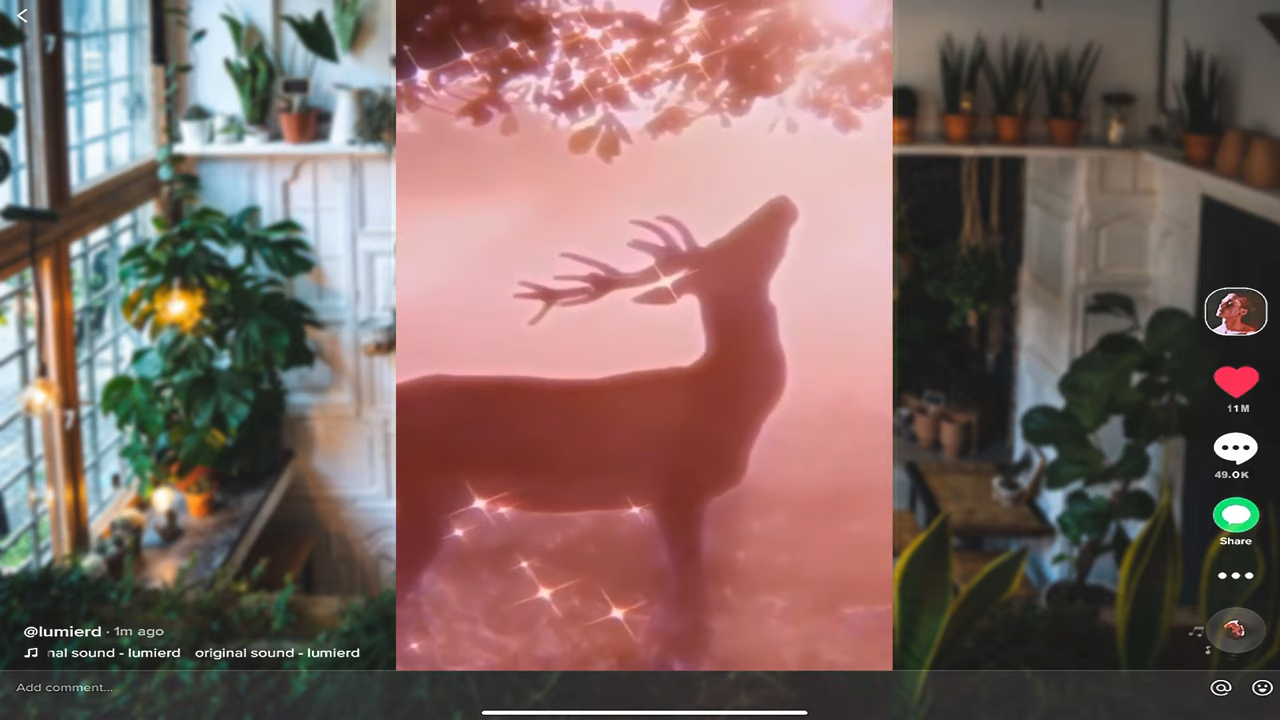 11M
49.0K
Share
@lumierd · 1m ago
nal sound - lumierd original sound - lumierd
Add comment...